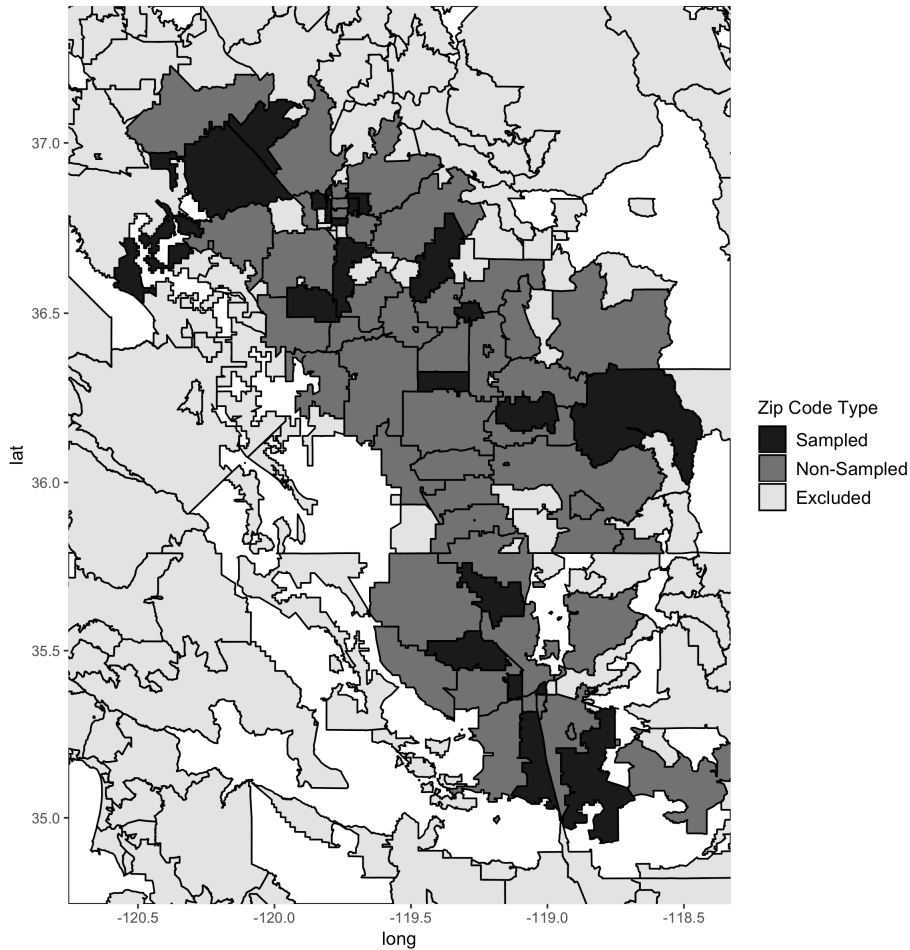 37.0
36.5
36.0
35.5
35.0
lat
-120.5 -120.0 -119.5 -119.0 -118.5
long
Zip Code Type
Sampled
Non-Sampled
Excluded